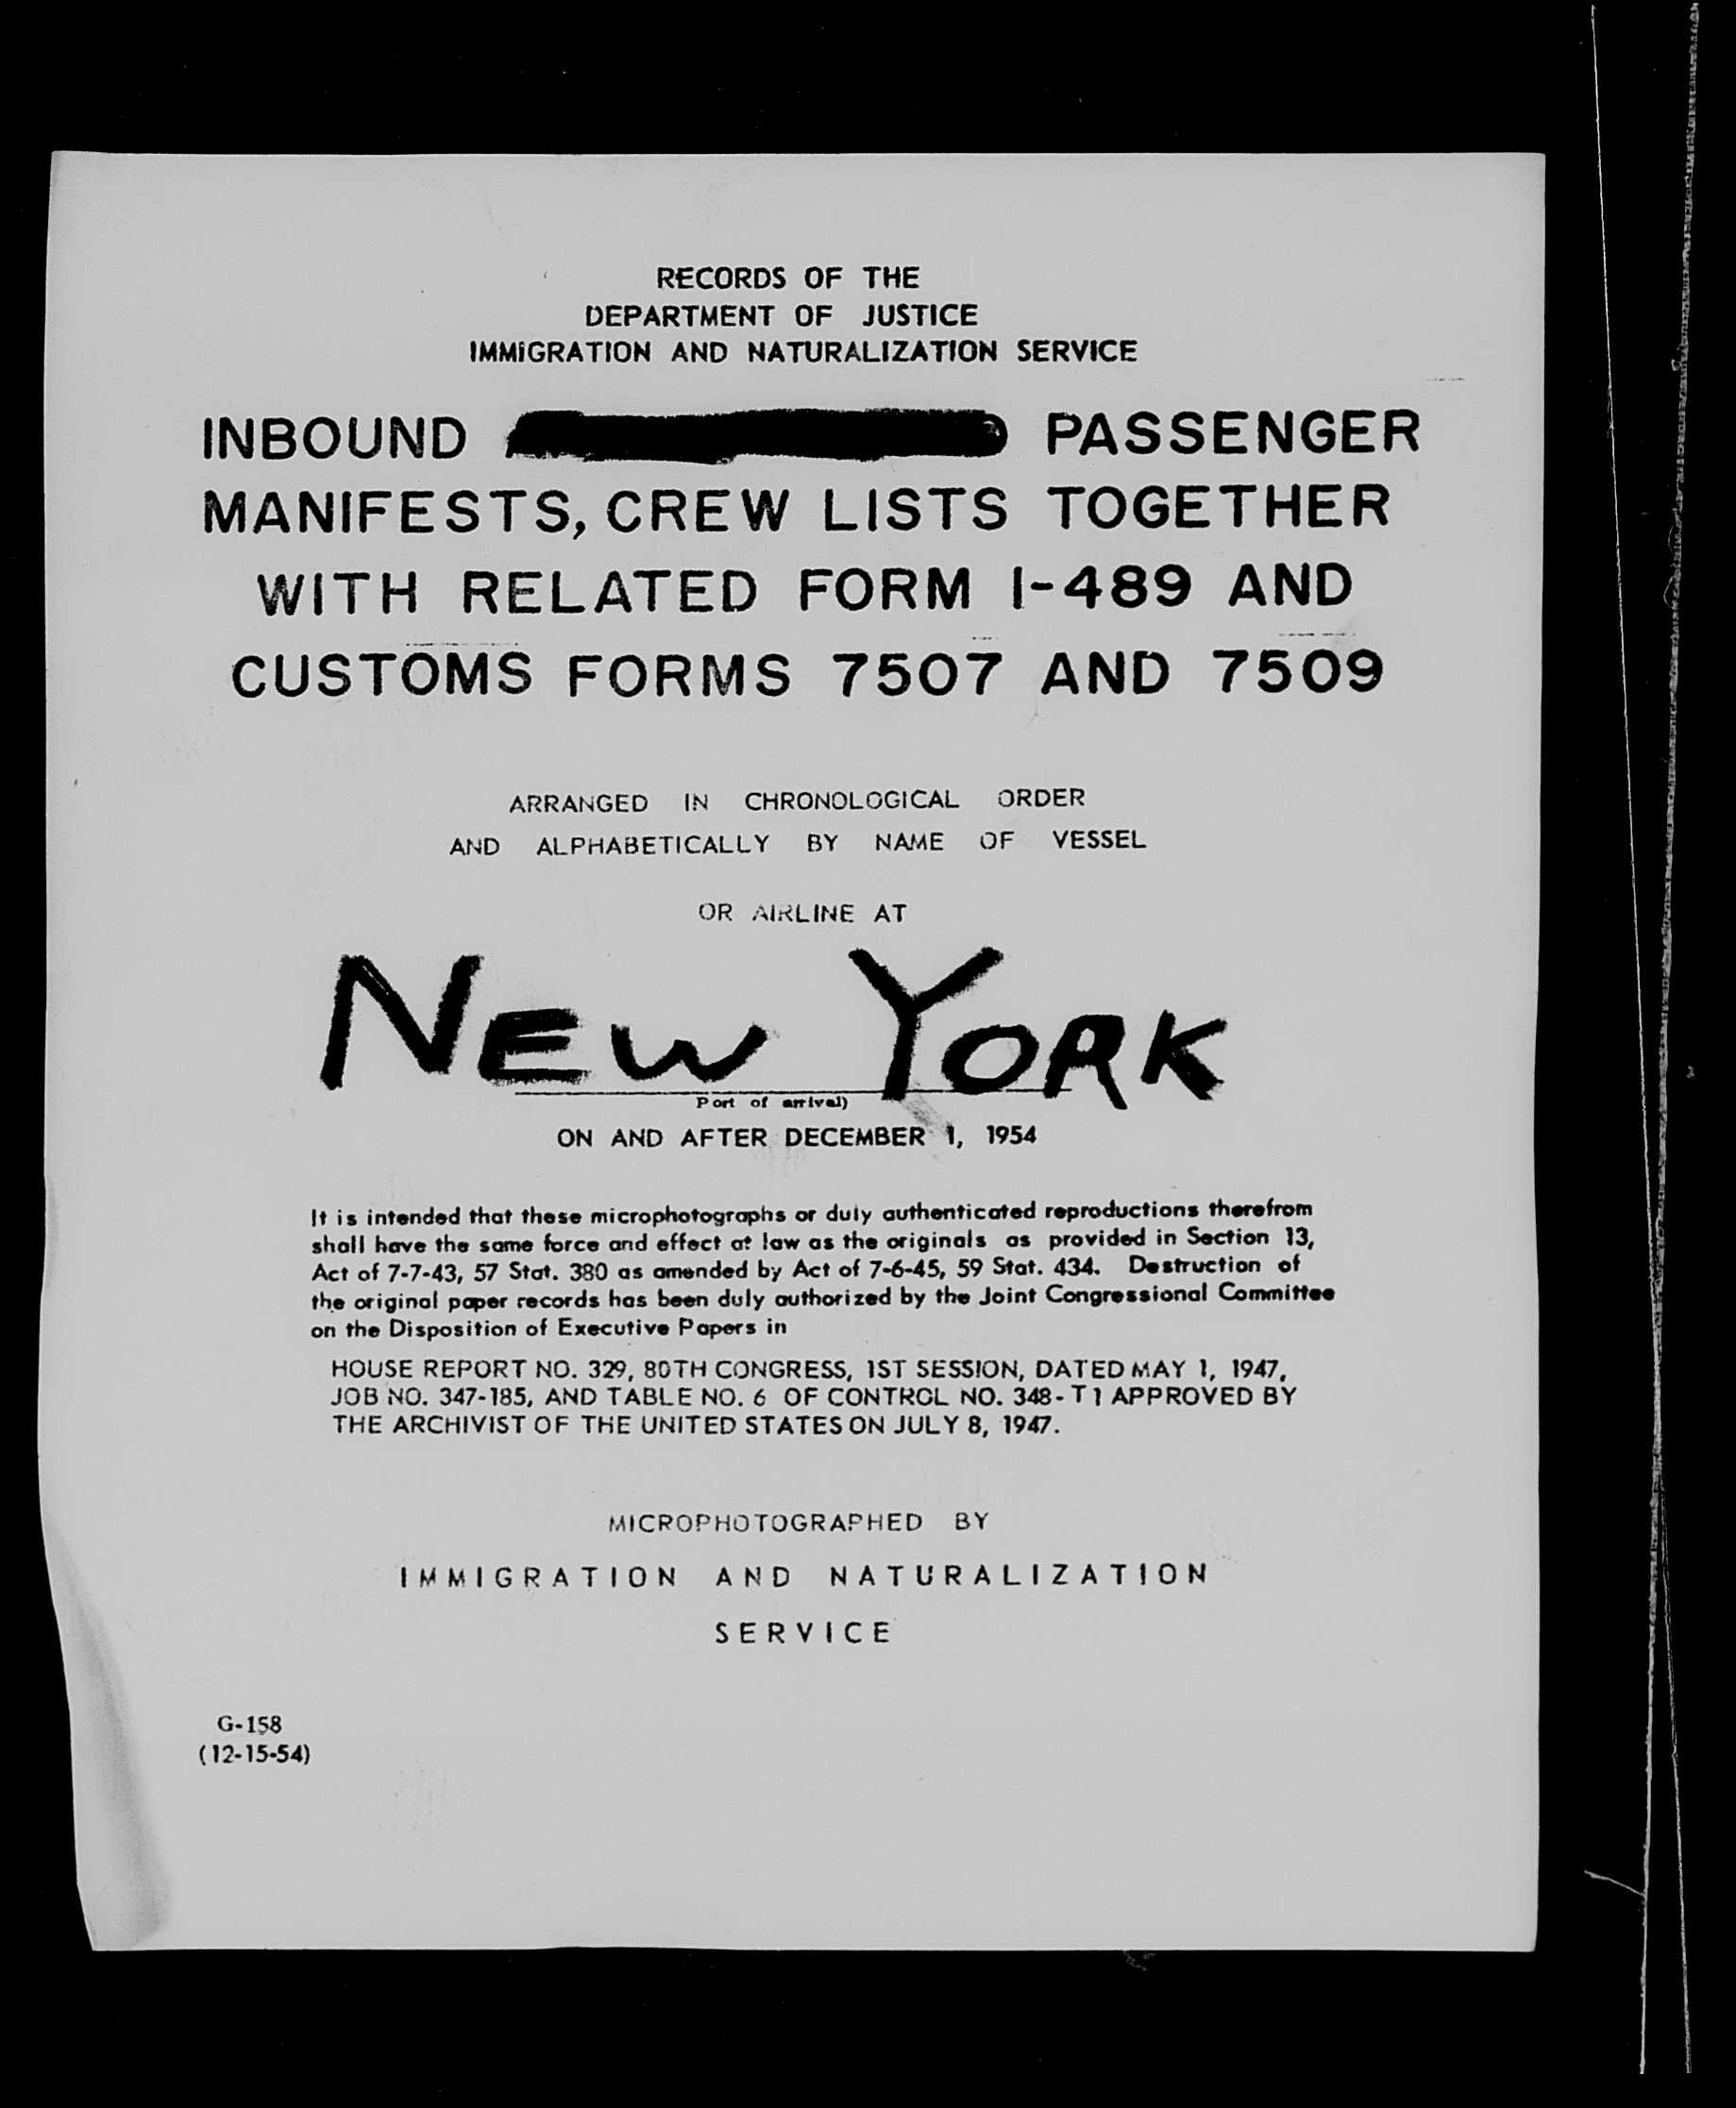 RECORDS OF THE
DEPARTMENT OF JUSTICE
IMMIGRATION AND NATURALIZATION SERVICE
INBOUND PASSENGER
MANIFESTS, CREW LISTS TOGETHER
WITH RELATED FORM I-489 AND
CUSTOMS FORMS 7507 AND 7509
ARRANGED IN CHRONOLOGICAL ORDER
AND ALPHABETICALLY BY NAME OF VESSEL
OR AIRLINE AT
NEW YORK
Port of arrival)
ON AND AFTER DECEMBER 1, 1954
It is intended that these microphotographs or duly authenticated reproductions therefrom
shall have the same force and effect at law as the originals as provided in Section 13,
Act of 7-7-43, 57 Stat. 380 as amended by Act of 7-6-45, 59 Stat. 434. Destruction of
the original paper records has been duly authorized by the Joint Congressional Committee
on the Disposition of Executive Papers in
HOUSE REPORT NO. 329, 80TH CONGRESS, 1ST SESSION, DATED MAY 1, 1947,
JOB NO. 347-185, AND TABLE NO. 6 OF CONTROL NO. 348-T1 APPROVED BY
THE ARCHIVIST OF THE UNITED STATES ON JULY 8, 1947.
MICROPHOTOGRAPHED BY
IMMIGRATION AND NATURALIZATION
SERVICE
G-158
(12-15-54)